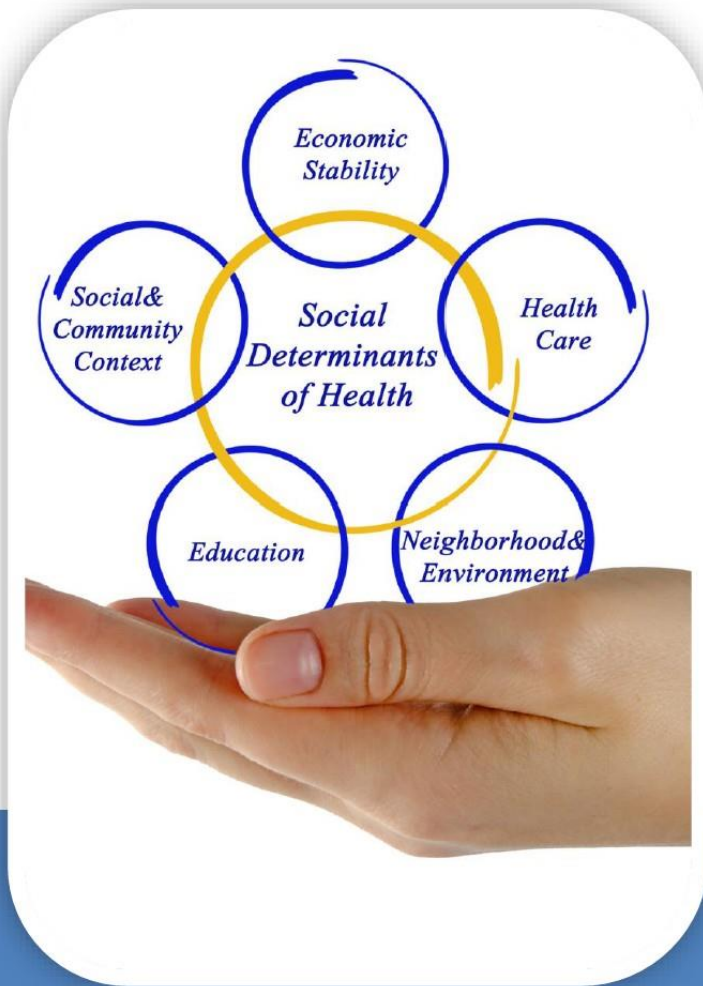 Economic
Stability
Social&
Community
Context
Social
Determinants
of Health
Health
Care
Education
Neighborhood&
Environment